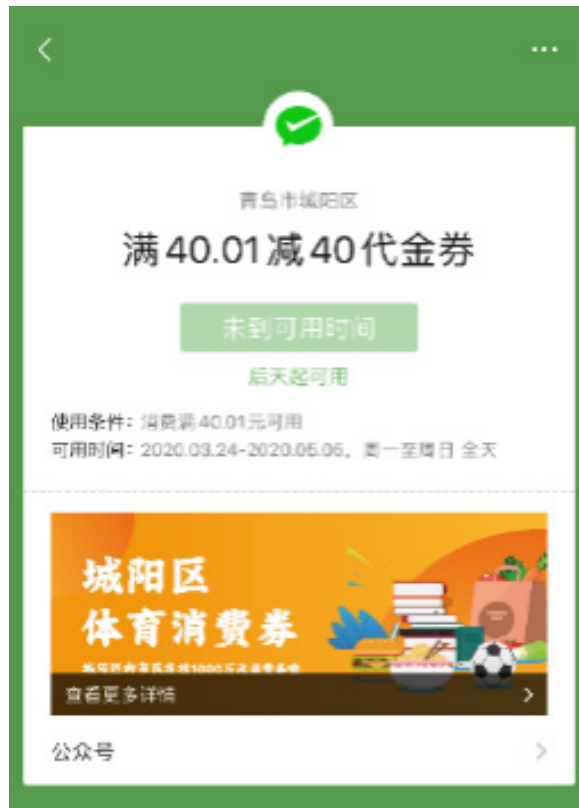 青岛市城阳区
满40.01减40代金券
未到可用时间
后天起可用
使用条件：消费满40.01元可用
可用时间：2020.03.24-2020.05.06，周一至周日 全天
城阳区
体育消费券
查看更多详情
公众号